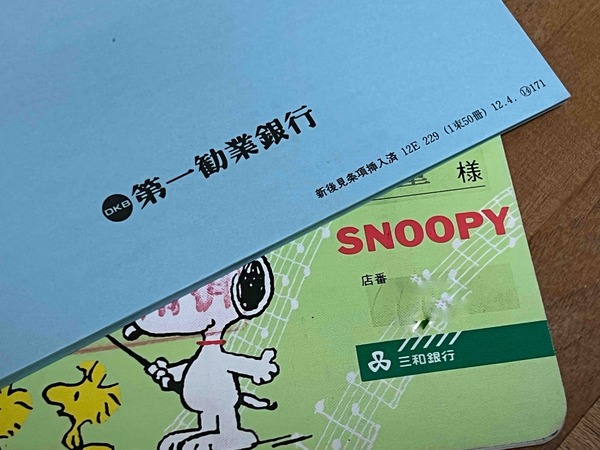 DKB 第一勧業銀行
新後見条項挿入済 12E 229 (1束50冊) 12.4. ⑬171
様
SNOOPY
店番
三和銀行